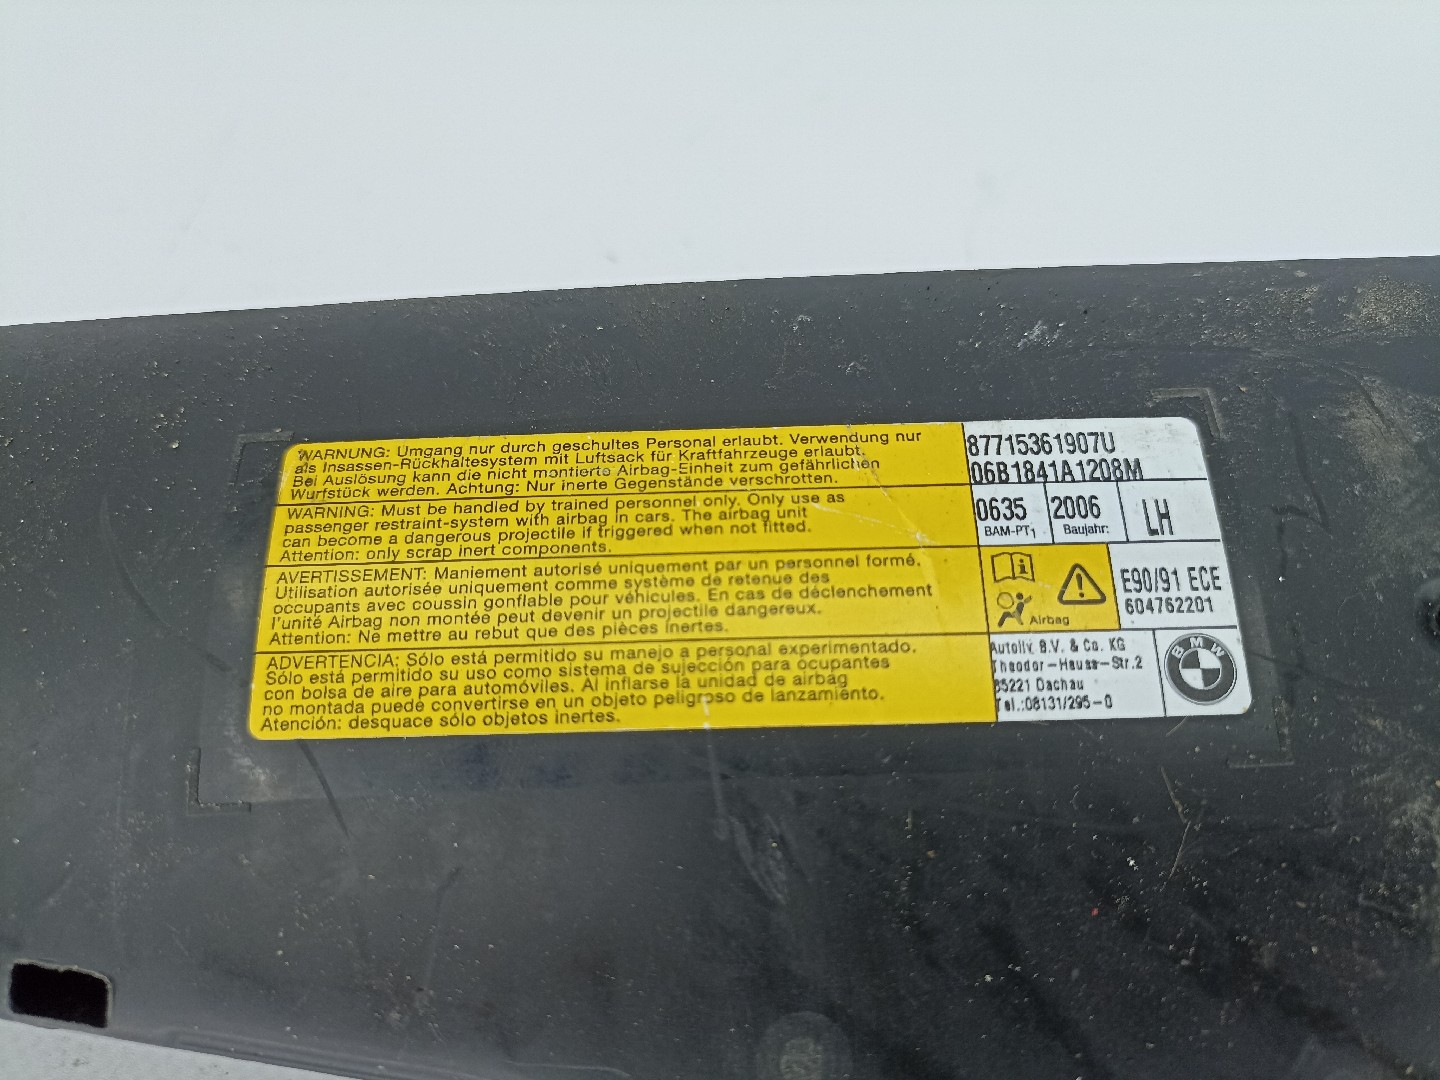 WARNUNG: Umgang nur durch geschultes Personal erlaubt. Verwendung nur
als Insassen-Rückhaltesystem mit Luftsack für Kraftfahrzeuge erlaubt.
Bei Auslösung kann die nicht montierte Airbag-Einheit zum gefährlichen
Wurfstück werden. Achtung: Nur inerte Gegenstände verschrotten.
WARNING: Must be handled by trained personnel only. Only use as
passenger restraint-system with airbag in cars. The airbag unit
can become a dangerous projectile if triggered when not fitted.
Attention: only scrap inert components.
AVERTISSEMENT: Maniement autorisé uniquement par un personnel formé.
Utilisation autorisée uniquement comme système de retenue des
occupants avec coussin gonflable pour véhicules. En cas de déclenchement
l'unité Airbag non montée peut devenir un projectile dangereux.
Attention: Ne mettre au rebut que des pièces inertes.
ADVERTENCIA: Sólo está permitido su manejo a personal experimentado.
Sólo está permitido su uso como sistema de sujección para ocupantes
con bolsa de aire para automóviles. Al inflarse la unidad de airbag
no montada puede convertirse en un objeto peligroso de lanzamiento.
Atención: desquace sólo objetos inertes.
87715361907U
06B1841A1208M
0635 2006 LH
BAM-PT1 Baujahr:
Airbag
E90/91 ECE
604762201
Autoliv B.V. & Co. KG
Theodor-Heuss-Str.2
85221 Dachau
Tel.:08131/295-0
BMW